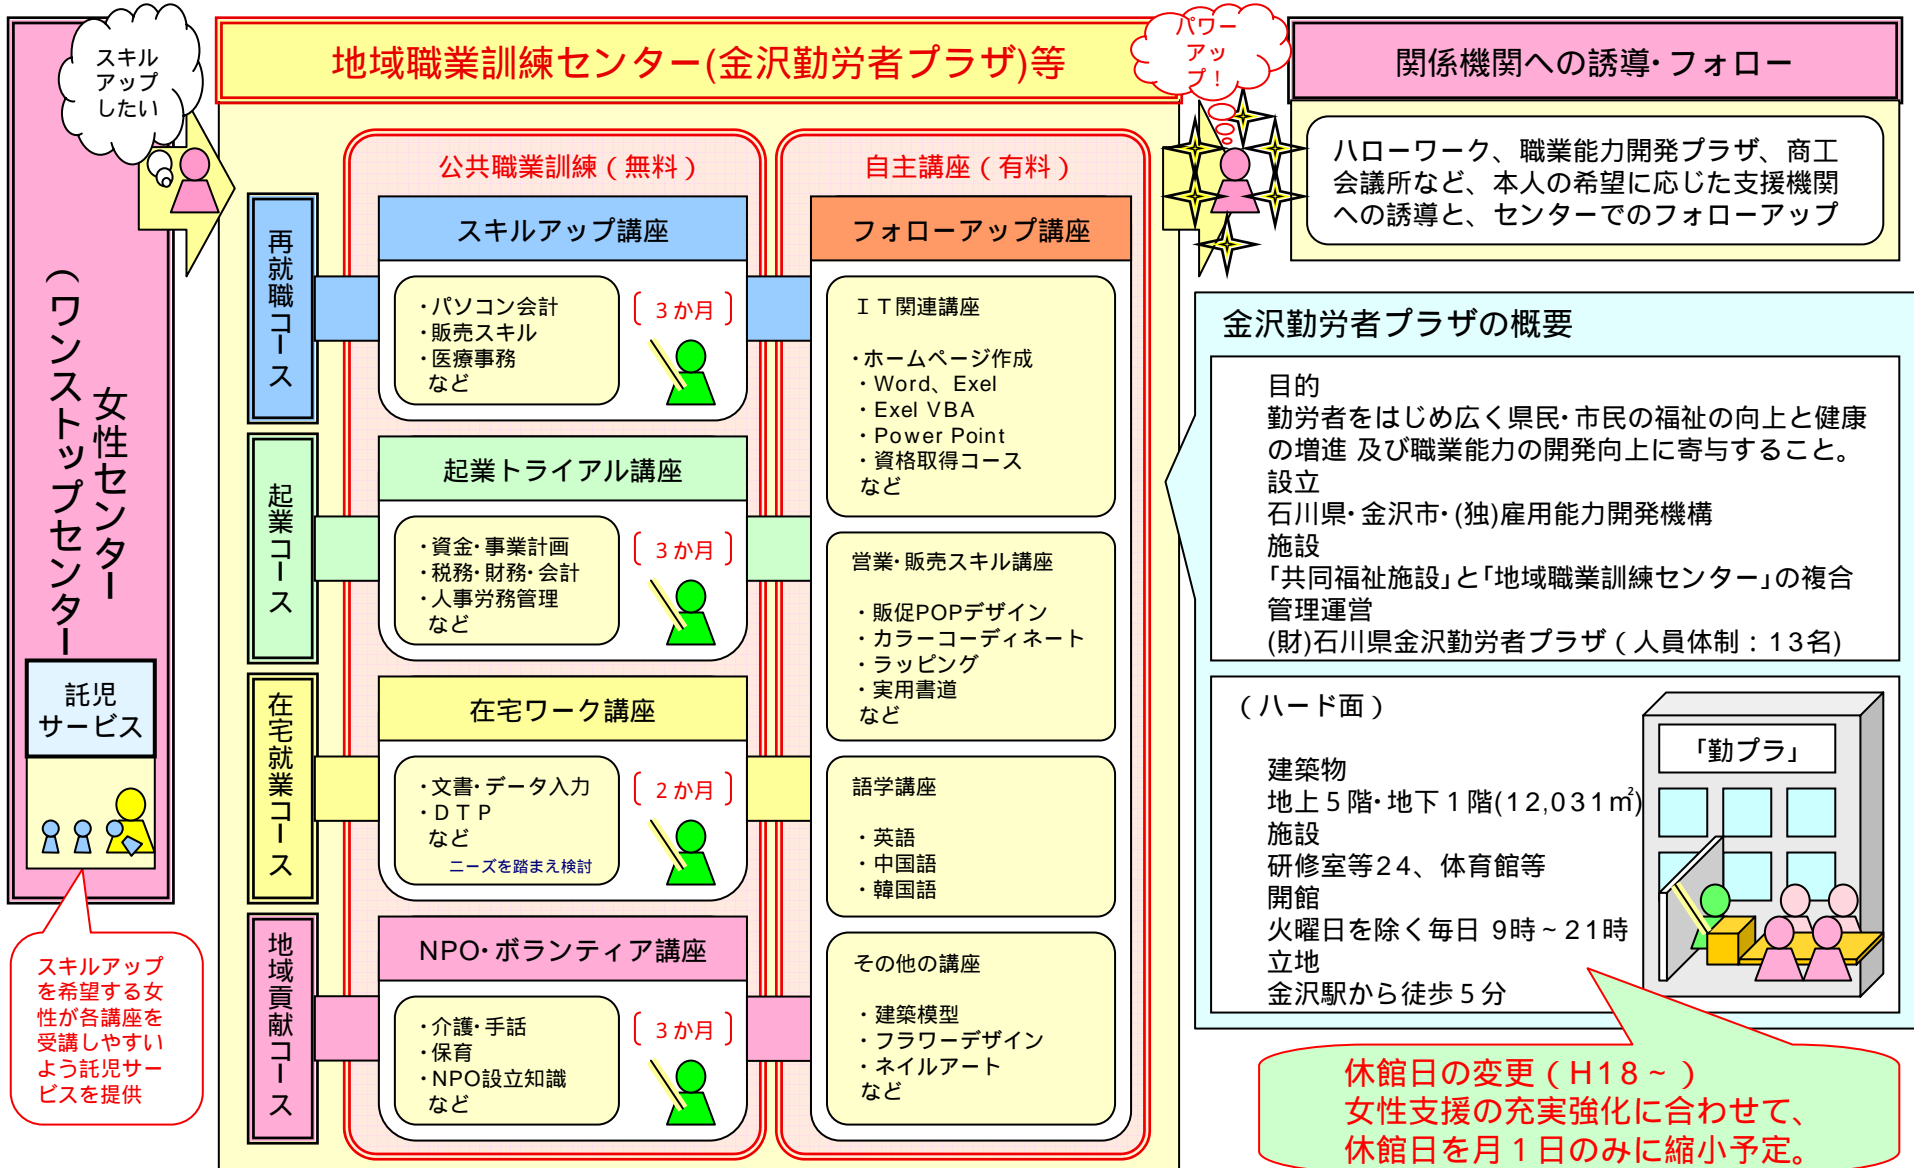 スキル
アップ
したい
女性センター
(ワンストップセンター
託児
サービス
スキルアップ
を希望する女
性が各講座を
受講しやすい
よう託児サー
ビスを提供
地域職業訓練センター(金沢勤労者プラザ)等
公共職業訓練(無料)
自主講座(有料)
再就職コース
スキルアップ講座
・パソコン会計
・販売スキル
・医療事務
など
〔 3か月 〕
起業コース
起業トライアル講座
・資金・事業計画
・税務・財務・会計
・人事労務管理
など
〔 3か月 〕
在宅就業コース
在宅ワーク講座
・文書・データ入力
・DTP
など
ニーズを踏まえ検討
〔 2か月 〕
地域貢献コース
NPO・ボランティア講座
・介護・手話
・保育
・NPO設立知識
など
〔 3か月 〕
フォローアップ講座
IT関連講座
・ホームページ作成
・Word、Exel
・Exel VBA
・Power Point
・資格取得コース
など
営業・販売スキル講座
・販促POPデザイン
・カラーコーディネート
・ラッピング
・実用書道
など
語学講座
・英語
・中国語
・韓国語
その他の講座
・建築模型
・フラワーデザイン
・ネイルアート
など
パワー
アッ
プ!
関係機関への誘導・フォロー
ハローワーク、職業能力開発プラザ、商工
会議所など、本人の希望に応じた支援機関
への誘導と、センターでのフォローアップ
金沢勤労者プラザの概要
目的
勤労者をはじめ広く県民・市民の福祉の向上と健康
の増進 及び職業能力の開発向上に寄与すること。
設立
石川県・金沢市・(独)雇用能力開発機構
施設
「共同福祉施設」と「地域職業訓練センター」の複合
管理運営
(財)石川県金沢勤労者プラザ(人員体制:13名)
(ハード面)
建築物
地上5階・地下1階(12,031㎡)
施設
研修室等24、体育館等
開館
火曜日を除く毎日 9時~21時
立地
金沢駅から徒歩5分
「勤プラ」
休館日の変更(H18~)
女性支援の充実強化に合わせて、
休館日を月1日のみに縮小予定。